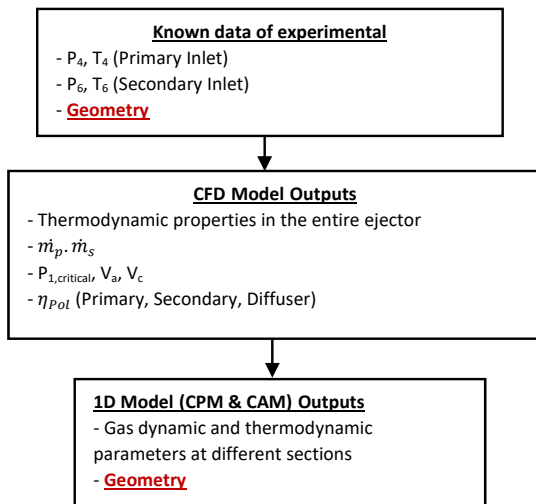 Known data of experimental
- P₄, T₄ (Primary Inlet)
- P₆, T₆ (Secondary Inlet)
- Geometry
CFD Model Outputs
- Thermodynamic properties in the entire ejector
- ṁₚ. ṁₛ
- P₁,critical, Vₐ, V꜀
- η_Pol (Primary, Secondary, Diffuser)
1D Model (CPM & CAM) Outputs
- Gas dynamic and thermodynamic
parameters at different sections
- Geometry